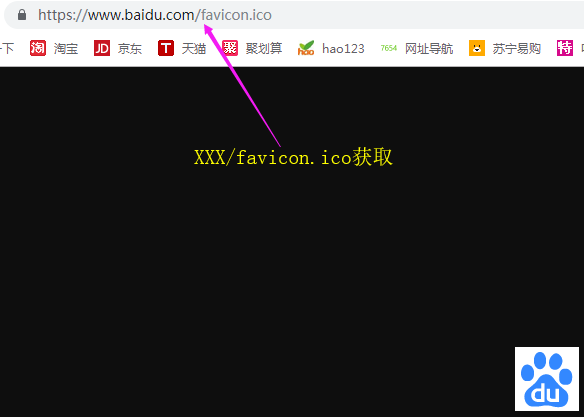 https://www.baidu.com/favicon.ico
一下 淘 淘宝 JD 京东 T 天猫 聚 聚划算 hao hao123 7654 网址导航 苏宁易购 特
XXX/favicon.ico获取
du